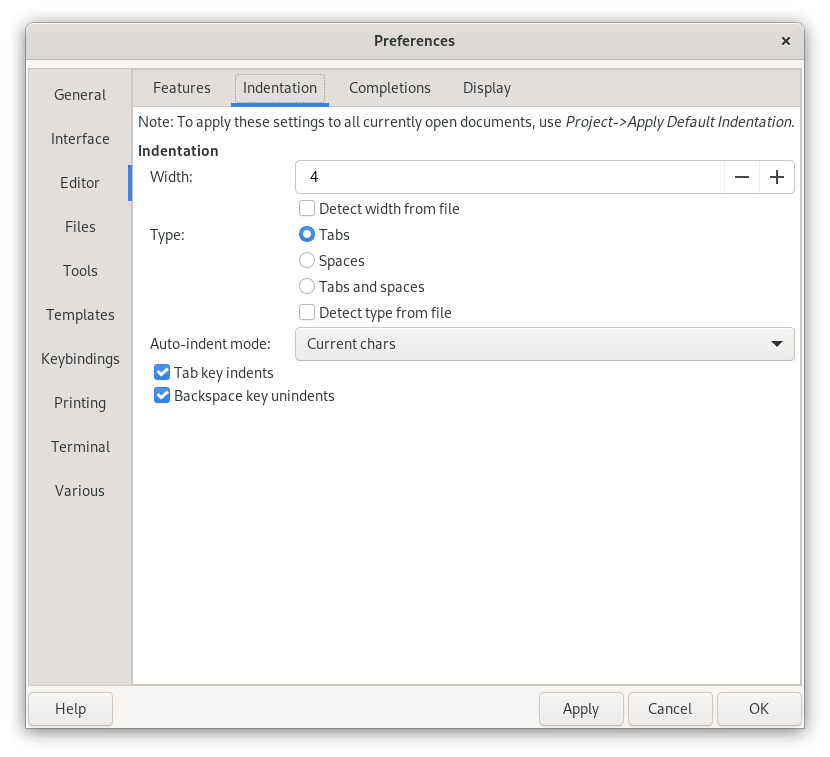 Preferences
General
Interface
Editor
Files
Tools
Templates
Keybindings
Printing
Terminal
Various
Features Indentation Completions Display
Note: To apply these settings to all currently open documents, use Project->Apply Default Indentation.
Indentation
Width: 4
Detect width from file
Type: Tabs
Spaces
Tabs and spaces
Detect type from file
Auto-indent mode: Current chars
Tab key indents
Backspace key unindents
Help Apply Cancel OK